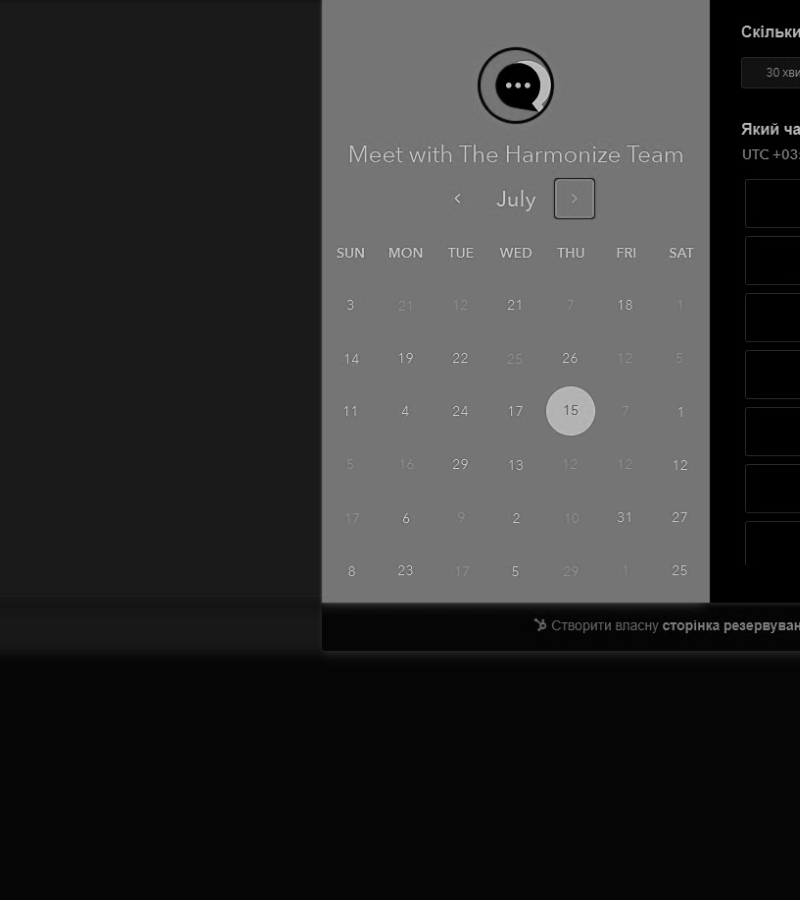 Meet with The Harmonize Team
July
SUN MON TUE WED THU FRI SAT
3 21 12 21 7 18 1
14 19 22 25 26 12 5
11 4 24 17 15 7 1
5 16 29 13 12 12 12
17 6 9 2 10 31 27
8 23 17 5 29 1 25
Скільки
30 хви
Який ча
UTC +03:
Створити власну сторінка резервуван